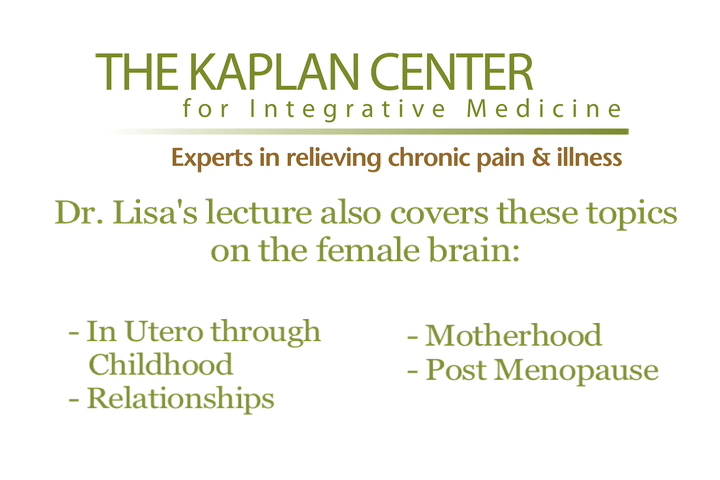 THE KAPLAN CENTER
for Integrative Medicine
Experts in relieving chronic pain & illness
Dr. Lisa's lecture also covers these topics
on the female brain:
- In Utero through
Childhood
- Relationships
- Motherhood
- Post Menopause